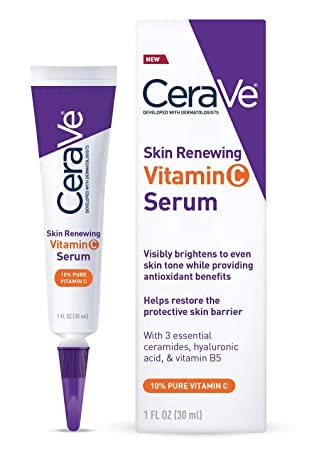 CeraVe
DEVELOPED WITH DERMATOLOGISTS
Skin Renewing
Vitamin C
Serum
10% PURE
VITAMIN C
1 FL OZ (30 ml)
NEW
CeraVe
DEVELOPED WITH DERMATOLOGISTS
Skin Renewing
Vitamin C
Serum
Visibly brightens to even
skin tone while providing
antioxidant benefits
Helps restore the
protective skin barrier
With 3 essential
ceramides, hyaluronic
acid, & vitamin B5
10% PURE VITAMIN C
1 FL OZ (30 ml)